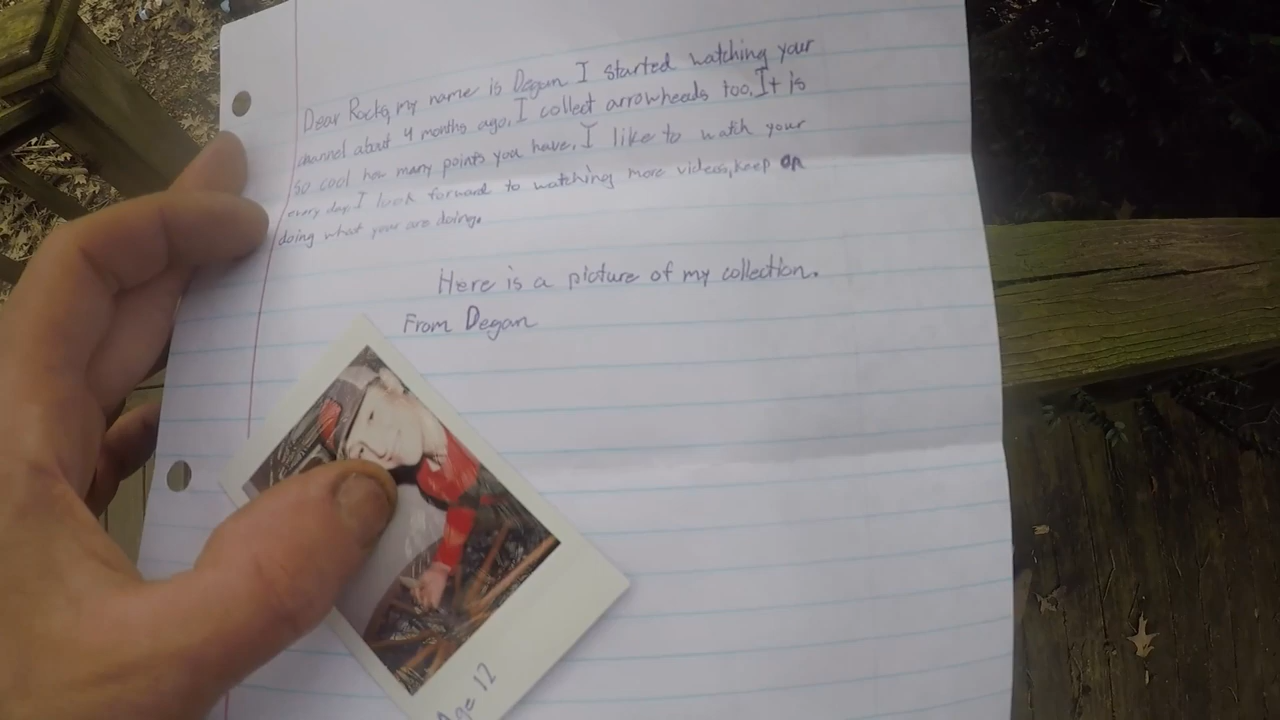 Dear Rocks, my name is Degan I started watching your
channel about 4 months ago. I collect arrowheads too. It is
so cool how many points you have. I like to watch your
every day. I look forward to watching more videos, keep on
doing what your are doing.
Here is a picture of my collection.
From Degan
Age 12